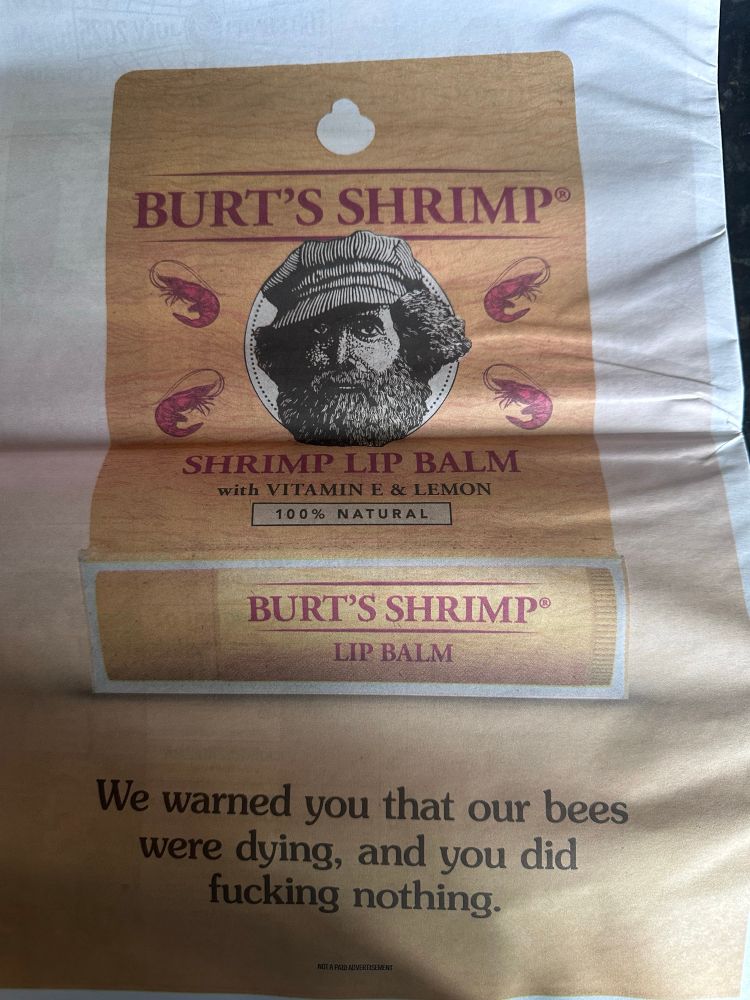 BURT'S SHRIMP®
SHRIMP LIP BALM
with VITAMIN E & LEMON
100% NATURAL
BURT'S SHRIMP®
LIP BALM
We warned you that our bees
were dying, and you did
fucking nothing.
NOT A PAID ADVERTISEMENT